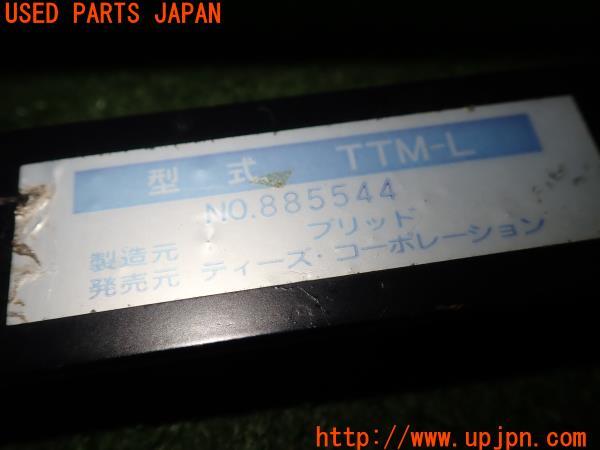 USED PARTS JAPAN
型式 TTM-L
NO.885544
製造元 ブリッド
発売元 ティーズ・コーポレーション
http://www.upjpn.com